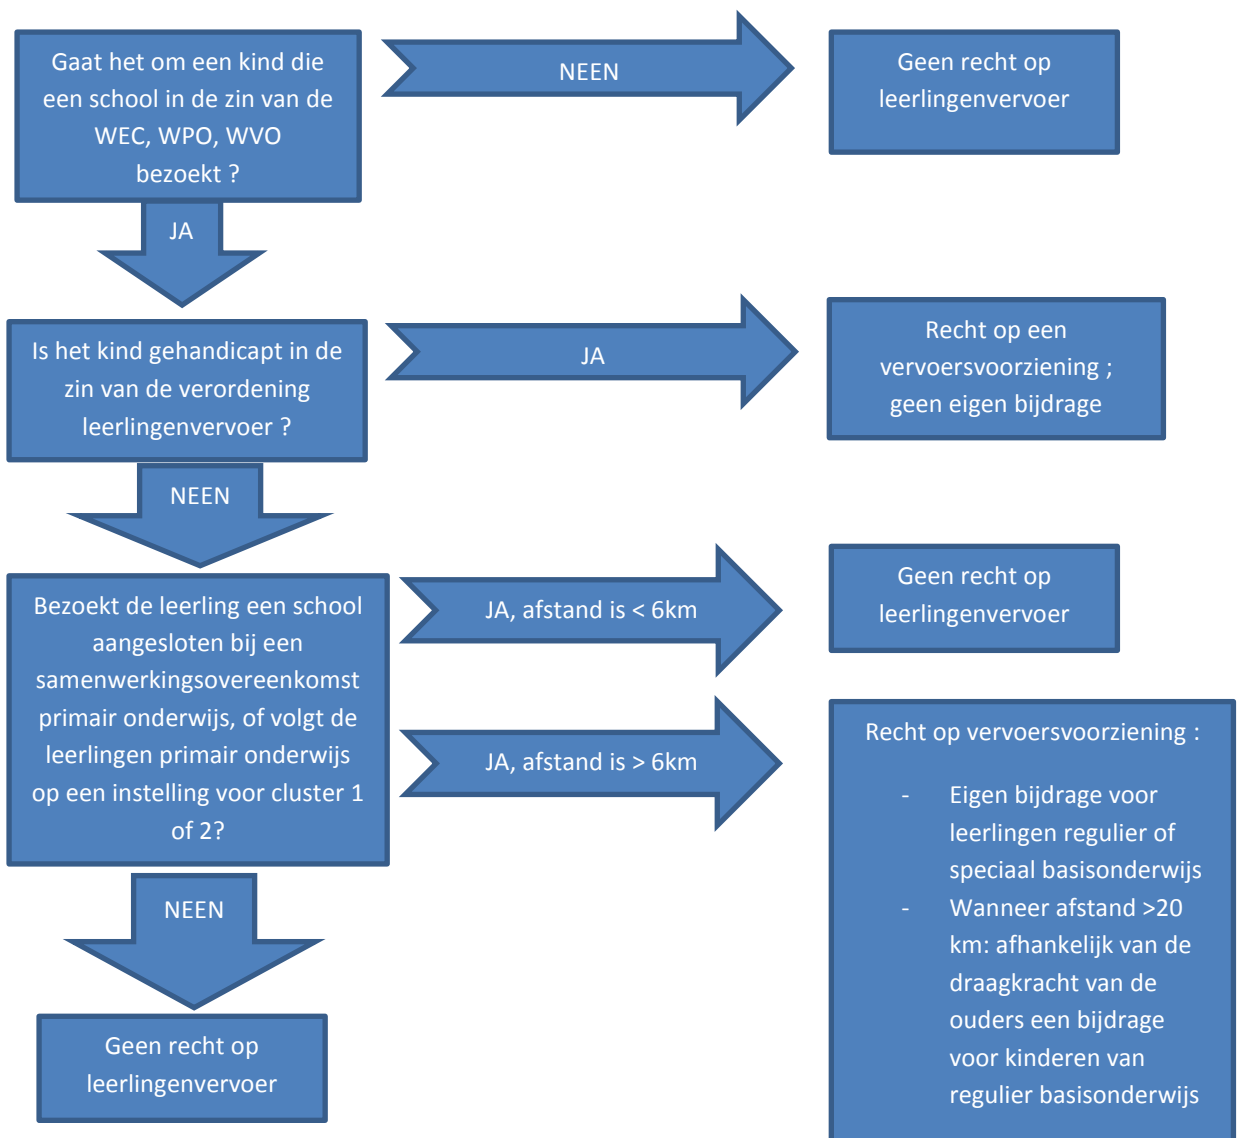 Gaat het om een kind die
een school in de zin van de
WEC, WPO, WVO
bezoekt ?
NEEN
Geen recht op
leerlingenvervoer
JA
Is het kind gehandicapt in de
zin van de verordening
leerlingenvervoer ?
JA
Recht op een
vervoersvoorziening ;
geen eigen bijdrage
NEEN
Bezoekt de leerling een school
aangesloten bij een
samenwerkingsovereenkomst
primair onderwijs, of volgt de
leerlingen primair onderwijs
op een instelling voor cluster 1
of 2?
JA, afstand is < 6km
Geen recht op
leerlingenvervoer
JA, afstand is > 6km
Recht op vervoersvoorziening :
- Eigen bijdrage voor
leerlingen regulier of
speciaal basisonderwijs
- Wanneer afstand >20
km: afhankelijk van de
draagkracht van de
ouders een bijdrage
voor kinderen van
regulier basisonderwijs
NEEN
Geen recht op
leerlingenvervoer